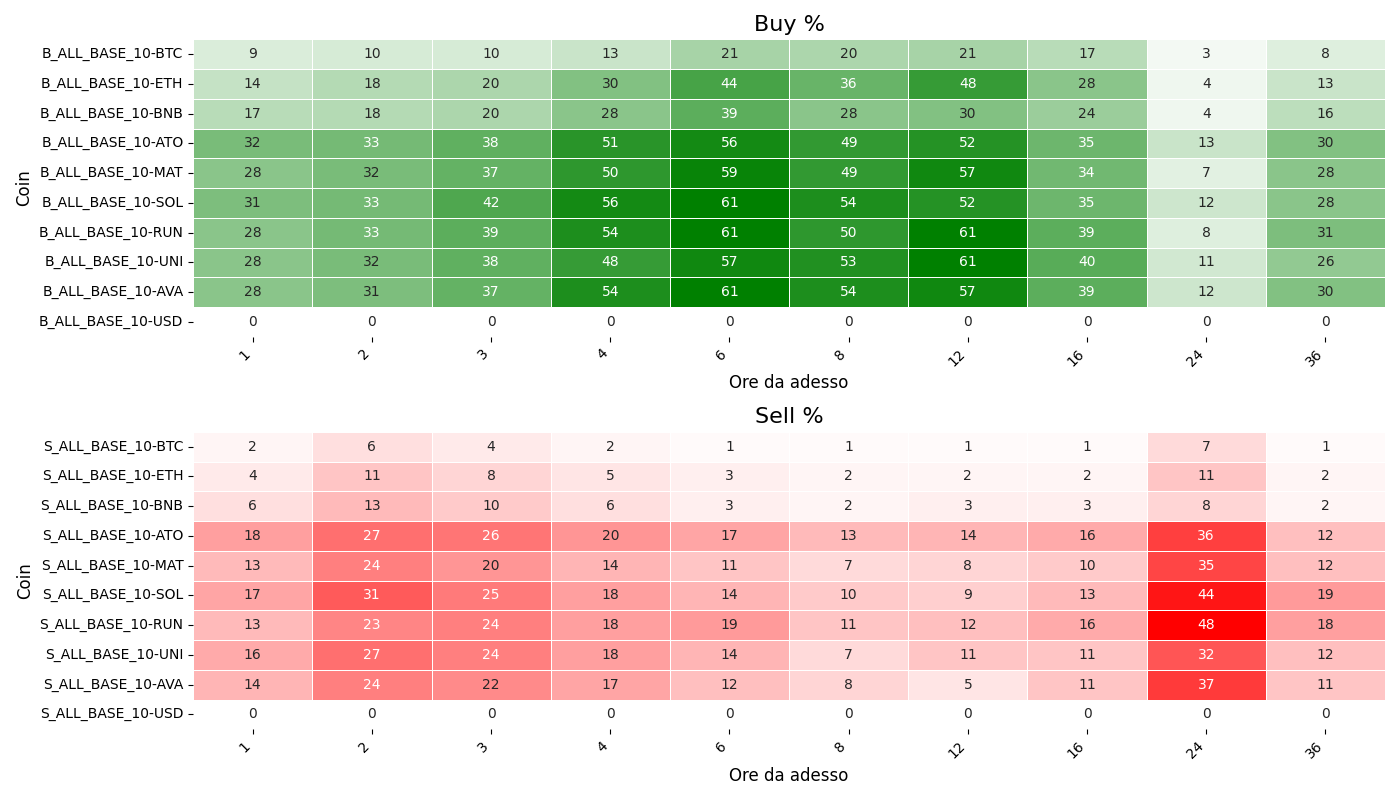 Buy %
Coin
B_ALL_BASE_10-BTC 9 10 10 13 21 20 21 17 3 8
B_ALL_BASE_10-ETH 14 18 20 30 44 36 48 28 4 13
B_ALL_BASE_10-BNB 17 18 20 28 39 28 30 24 4 16
B_ALL_BASE_10-ATO 32 33 38 51 56 49 52 35 13 30
B_ALL_BASE_10-MAT 28 32 37 50 59 49 57 34 7 28
B_ALL_BASE_10-SOL 31 33 42 56 61 54 52 35 12 28
B_ALL_BASE_10-RUN 28 33 39 54 61 50 61 39 8 31
B_ALL_BASE_10-UNI 28 32 38 48 57 53 61 40 11 26
B_ALL_BASE_10-AVA 28 31 37 54 61 54 57 39 12 30
B_ALL_BASE_10-USD 0 0 0 0 0 0 0 0 0 0
1 2 3 4 6 8 12 16 24 36
Ore da adesso
Sell %
Coin
S_ALL_BASE_10-BTC 2 6 4 2 1 1 1 1 7 1
S_ALL_BASE_10-ETH 4 11 8 5 3 2 2 2 11 2
S_ALL_BASE_10-BNB 6 13 10 6 3 2 3 3 8 2
S_ALL_BASE_10-ATO 18 27 26 20 17 13 14 16 36 12
S_ALL_BASE_10-MAT 13 24 20 14 11 7 8 10 35 12
S_ALL_BASE_10-SOL 17 31 25 18 14 10 9 13 44 19
S_ALL_BASE_10-RUN 13 23 24 18 19 11 12 16 48 18
S_ALL_BASE_10-UNI 16 27 24 18 14 7 11 11 32 12
S_ALL_BASE_10-AVA 14 24 22 17 12 8 5 11 37 11
S_ALL_BASE_10-USD 0 0 0 0 0 0 0 0 0 0
1 2 3 4 6 8 12 16 24 36
Ore da adesso